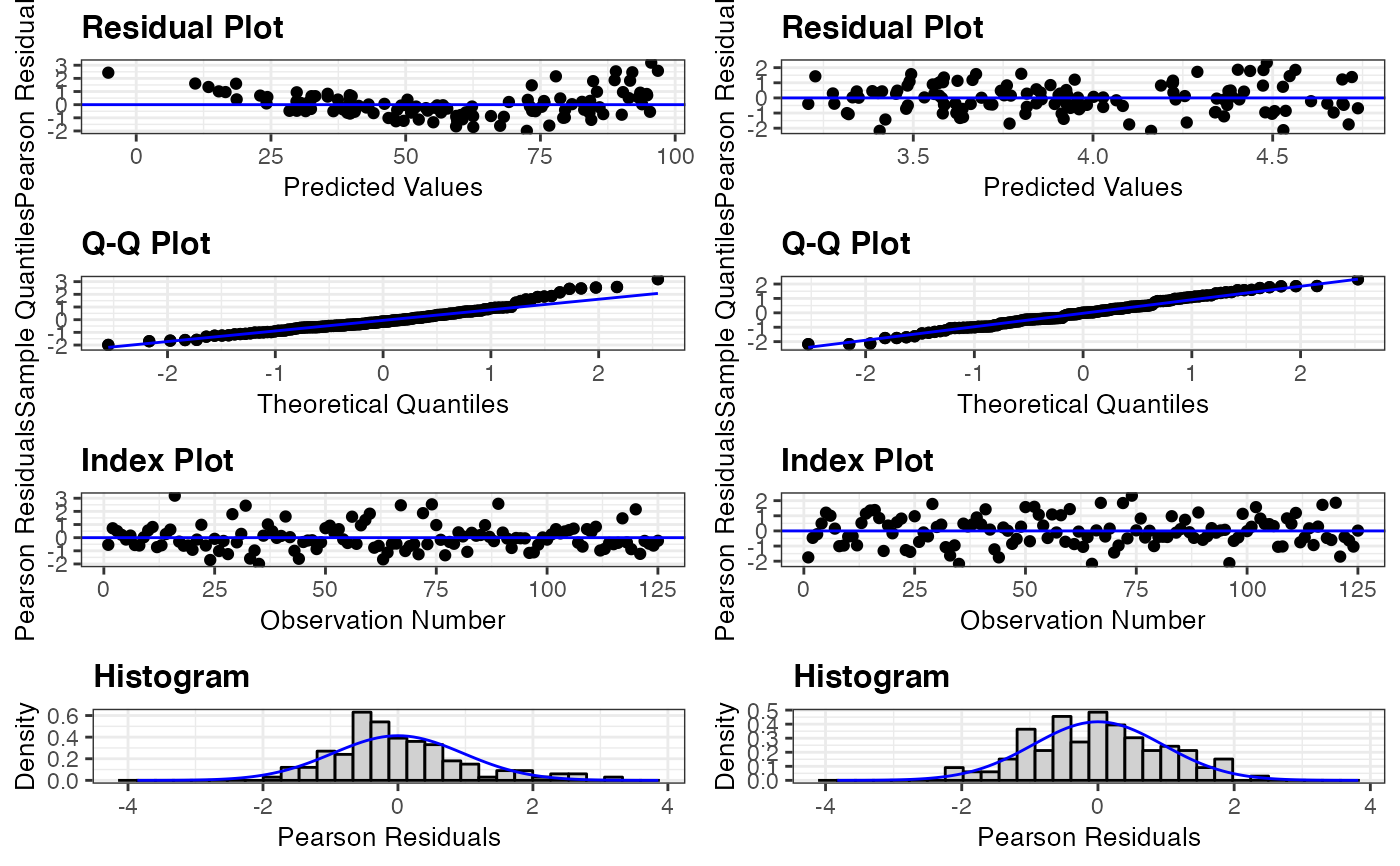 Residual Plot
Pearson Residual
3
2
1
0
-1
-2
0 25 50 75 100
Predicted Values
Q-Q Plot
Sample Quantiles
3
2
1
0
-1
-2
-2 -1 0 1 2
Theoretical Quantiles
Index Plot
Pearson Residuals
3
2
1
0
-1
-2
0 25 50 75 100 125
Observation Number
Histogram
Density
0.6
0.4
0.2
0.0
-4 -2 0 2 4
Pearson Residuals
Residual Plot
Pearson Residual
2
1
0
-1
-2
3.5 4.0 4.5
Predicted Values
Q-Q Plot
Sample Quantiles
2
1
0
-1
-2
-2 -1 0 1 2
Theoretical Quantiles
Index Plot
Pearson Residuals
2
1
0
-1
-2
0 25 50 75 100 125
Observation Number
Histogram
Density
0.5
0.4
0.3
0.2
0.1
0.0
-4 -2 0 2 4
Pearson Residuals